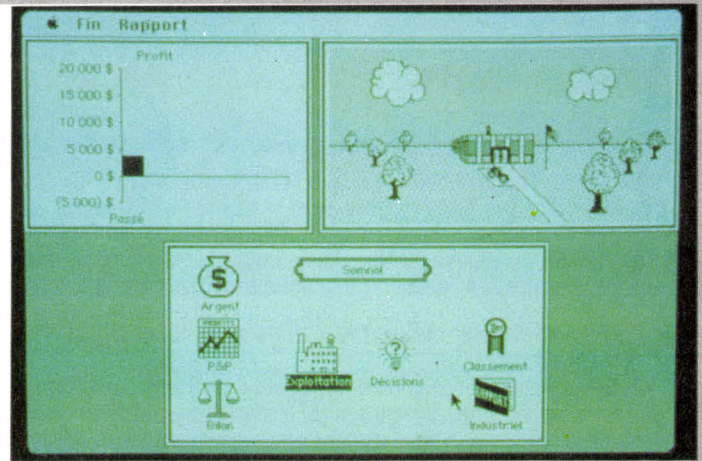 Fin Rapport
Profit
20 000 $
15 000 $
10 000 $
5 000 $
0 $
(5 000) $
Passé
$
Argent
Somnol
PROFITS
P&P
?
Exploitation
Décisions
Classement
Bilan
RAPPORT
Industriel